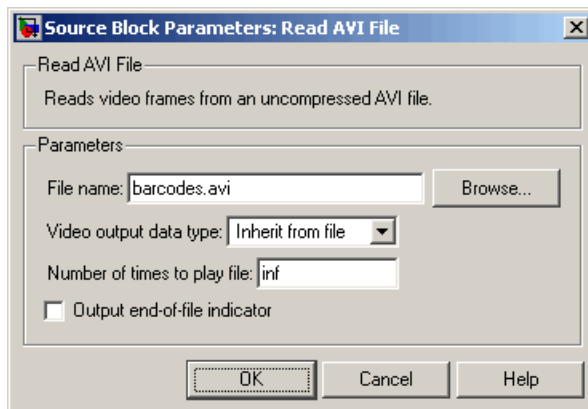 Source Block Parameters: Read AVI File
Read AVI File
Reads video frames from an uncompressed AVI file.
Parameters
File name: barcodes.avi Browse...
Video output data type: Inherit from file
Number of times to play file: inf
Output end-of-file indicator
OK Cancel Help